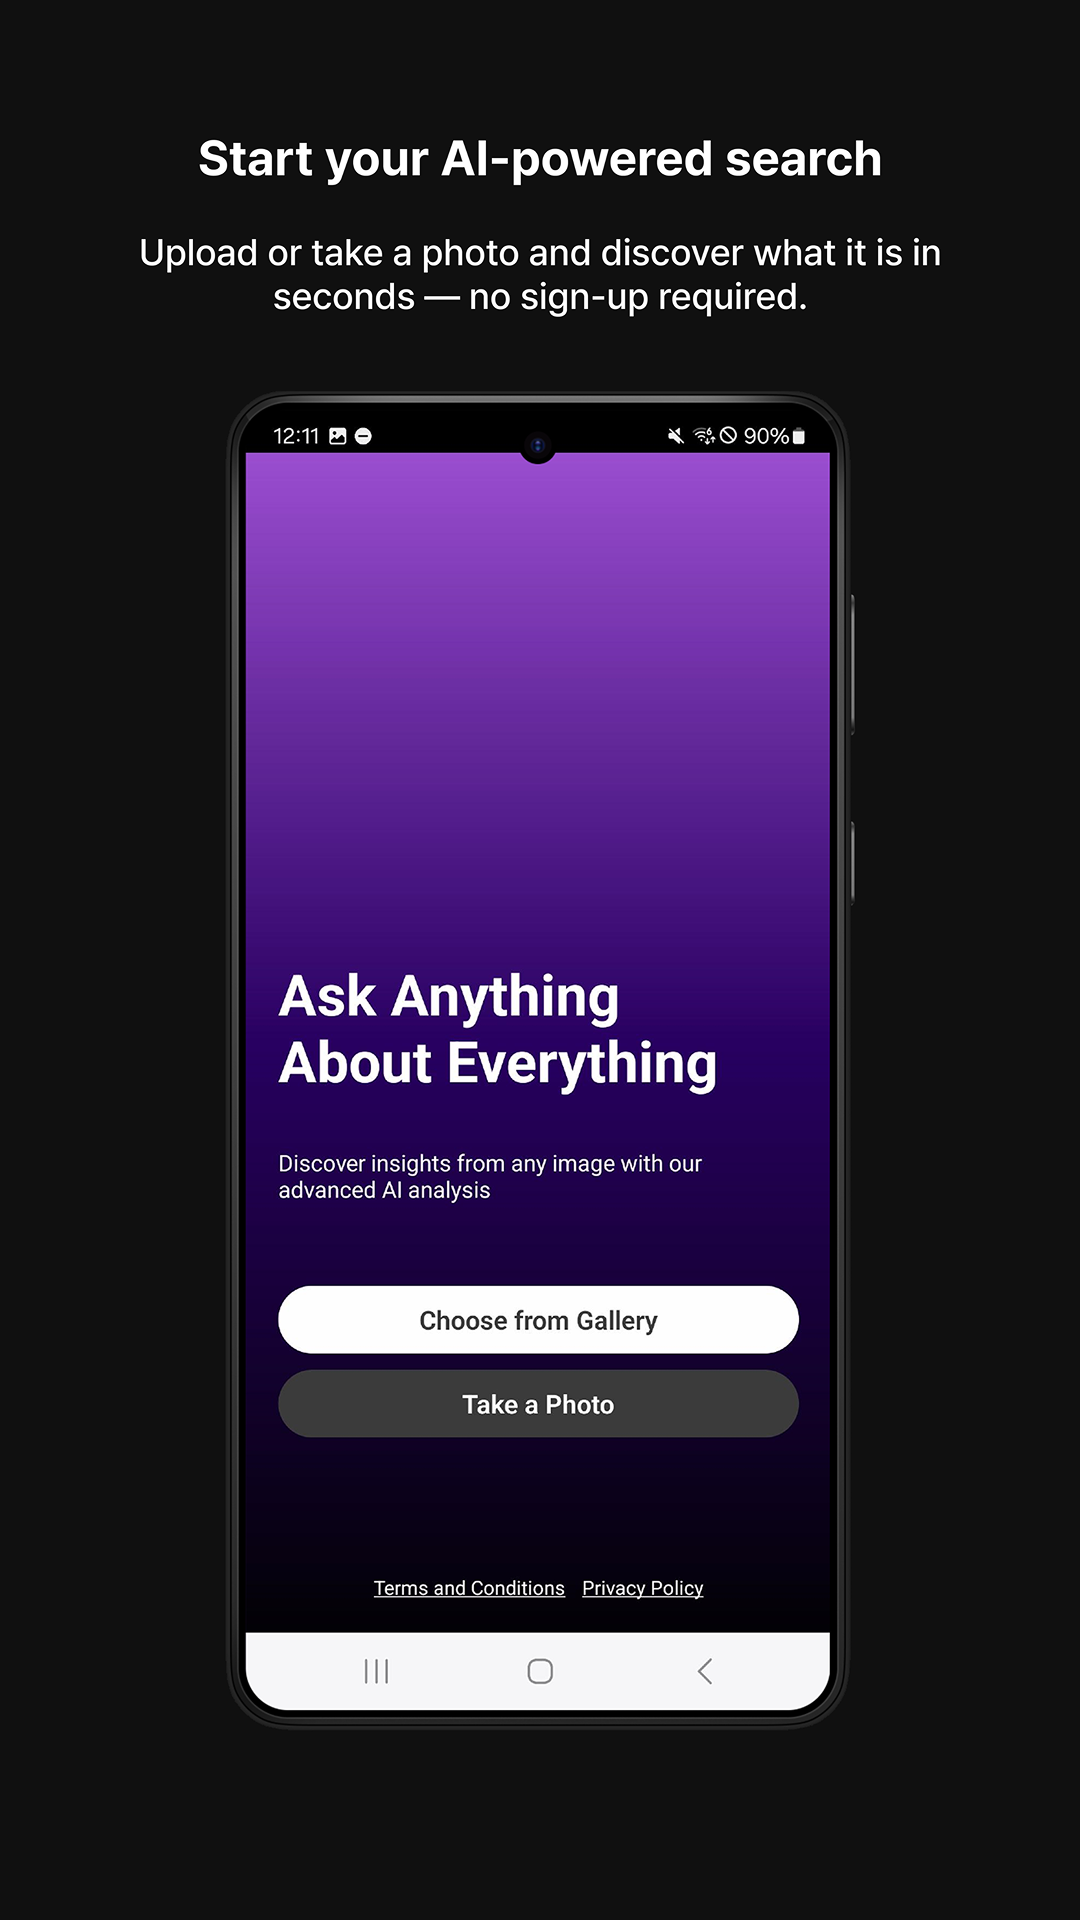 Start your AI-powered search
Upload or take a photo and discover what it is in
seconds — no sign-up required.
12:11
90%
Ask Anything
About Everything
Discover insights from any image with our
advanced AI analysis
Choose from Gallery
Take a Photo
Terms and Conditions Privacy Policy